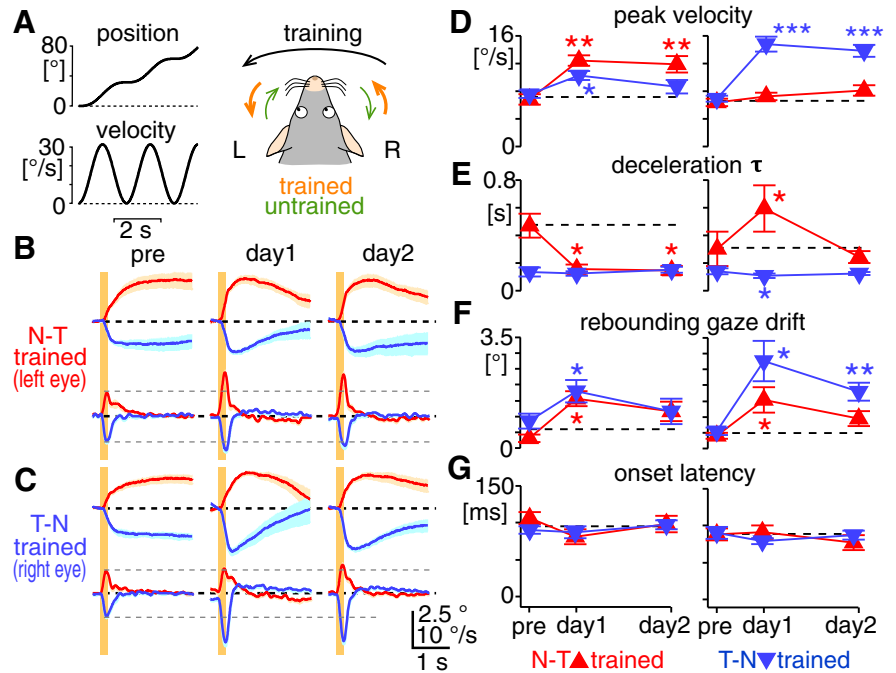 A
position
80
[°]
0
velocity
30
[°/s]
0
2 s
training
L
R
trained
untrained
B
pre
day1
day2
N-T
trained
(left eye)
C
T-N
trained
(right eye)
2.5 °
10 °/s
1 s
D
peak velocity
16
[°/s]
0
**
**
*
***
***
E
deceleration τ
0.8
[s]
0
*
*
*
*
F
rebounding gaze drift
3.5
[°]
0
*
*
*
**
*
G
onset latency
150
[ms]
0
pre day1 day2
pre day1 day2
N-T▲trained
T-N▼trained